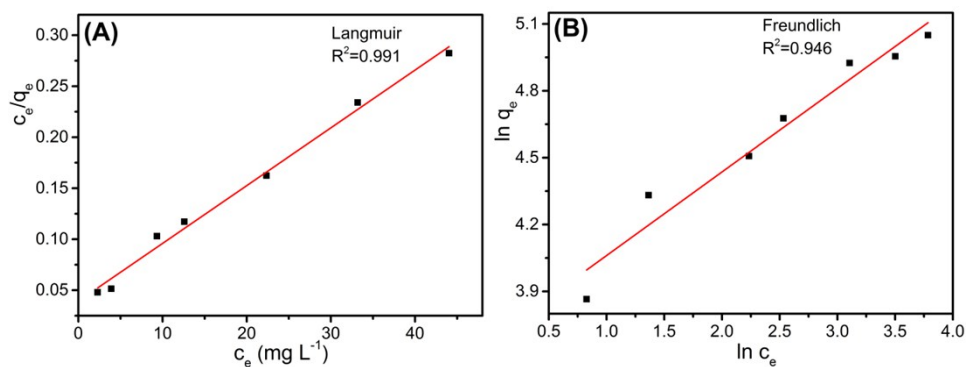 (A)
Langmuir
R²=0.991
0.30
0.25
0.20
0.15
0.10
0.05
cₑ/qₑ
0
10
20
30
40
cₑ (mg L⁻¹)
(B)
Freundlich
R²=0.946
5.1
4.8
4.5
4.2
3.9
ln qₑ
0.5
1.0
1.5
2.0
2.5
3.0
3.5
4.0
ln cₑ